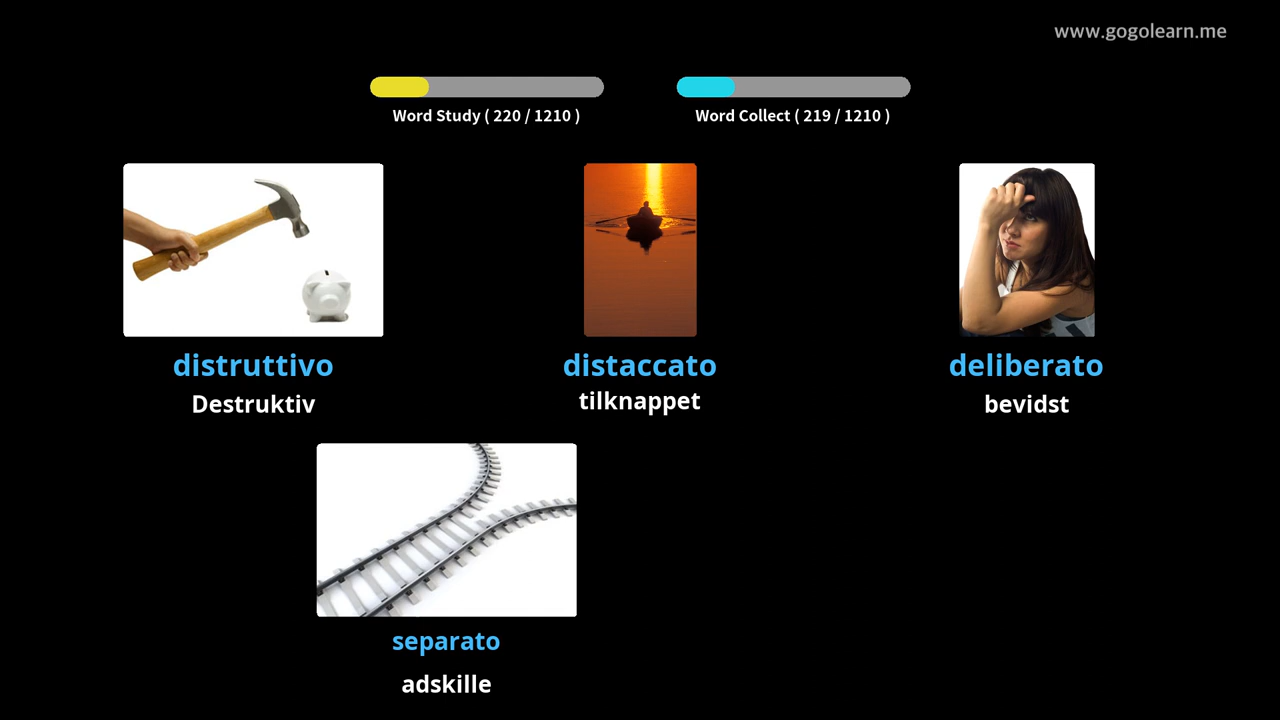 www.gogolearn.me
Word Study ( 220 / 1210 )
Word Collect ( 219 / 1210 )
distruttivo
Destruktiv
distaccato
tilknappet
deliberato
bevidst
separato
adskille